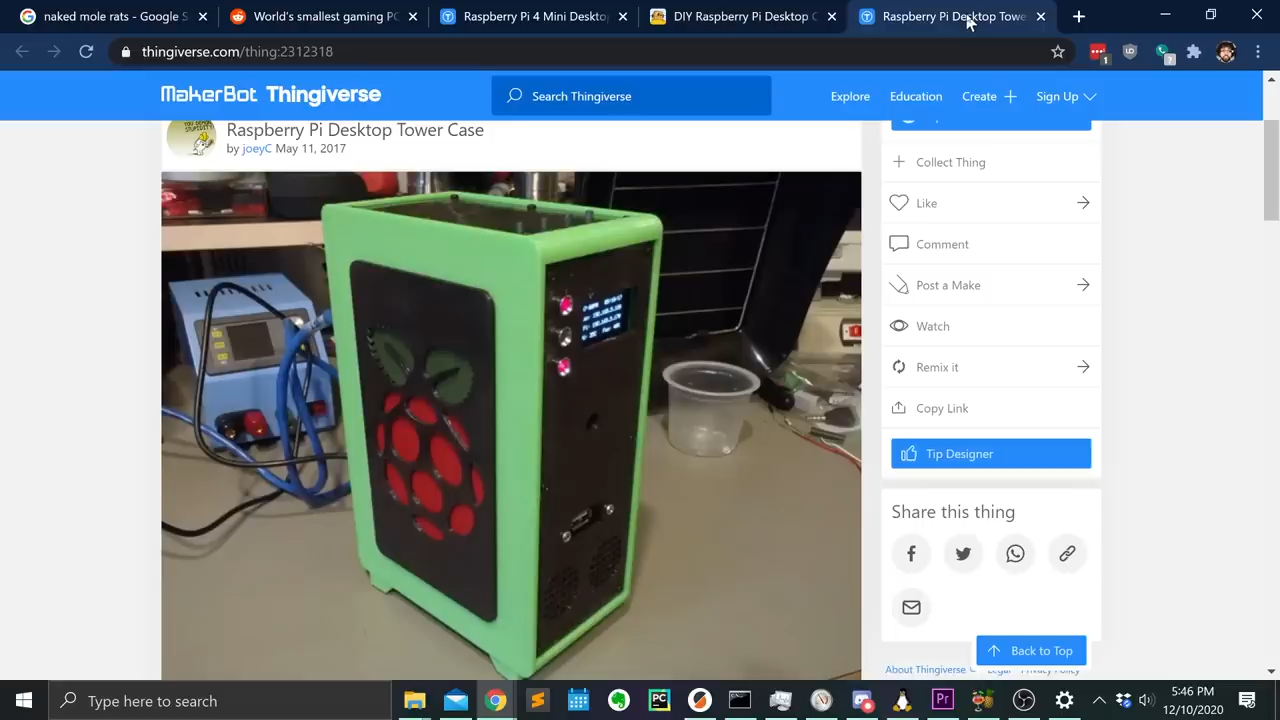 naked mole rats - Google S
World's smallest gaming PC
Raspberry Pi 4 Mini Deskto
DIY Raspberry Pi Desktop C
Raspberry Pi Desktop Towe
thingiverse.com/thing:2312318
MakerBot Thingiverse
Search Thingiverse
Explore
Education
Create
Sign Up
Raspberry Pi Desktop Tower Case
by joeyC May 11, 2017
Collect Thing
Like
Comment
Post a Make
Watch
Remix it
Copy Link
Tip Designer
Share this thing
Back to Top
About Thingiverse
Legal
Privacy Policy
Type here to search
PC
Pr
5:46 PM
12/10/2020